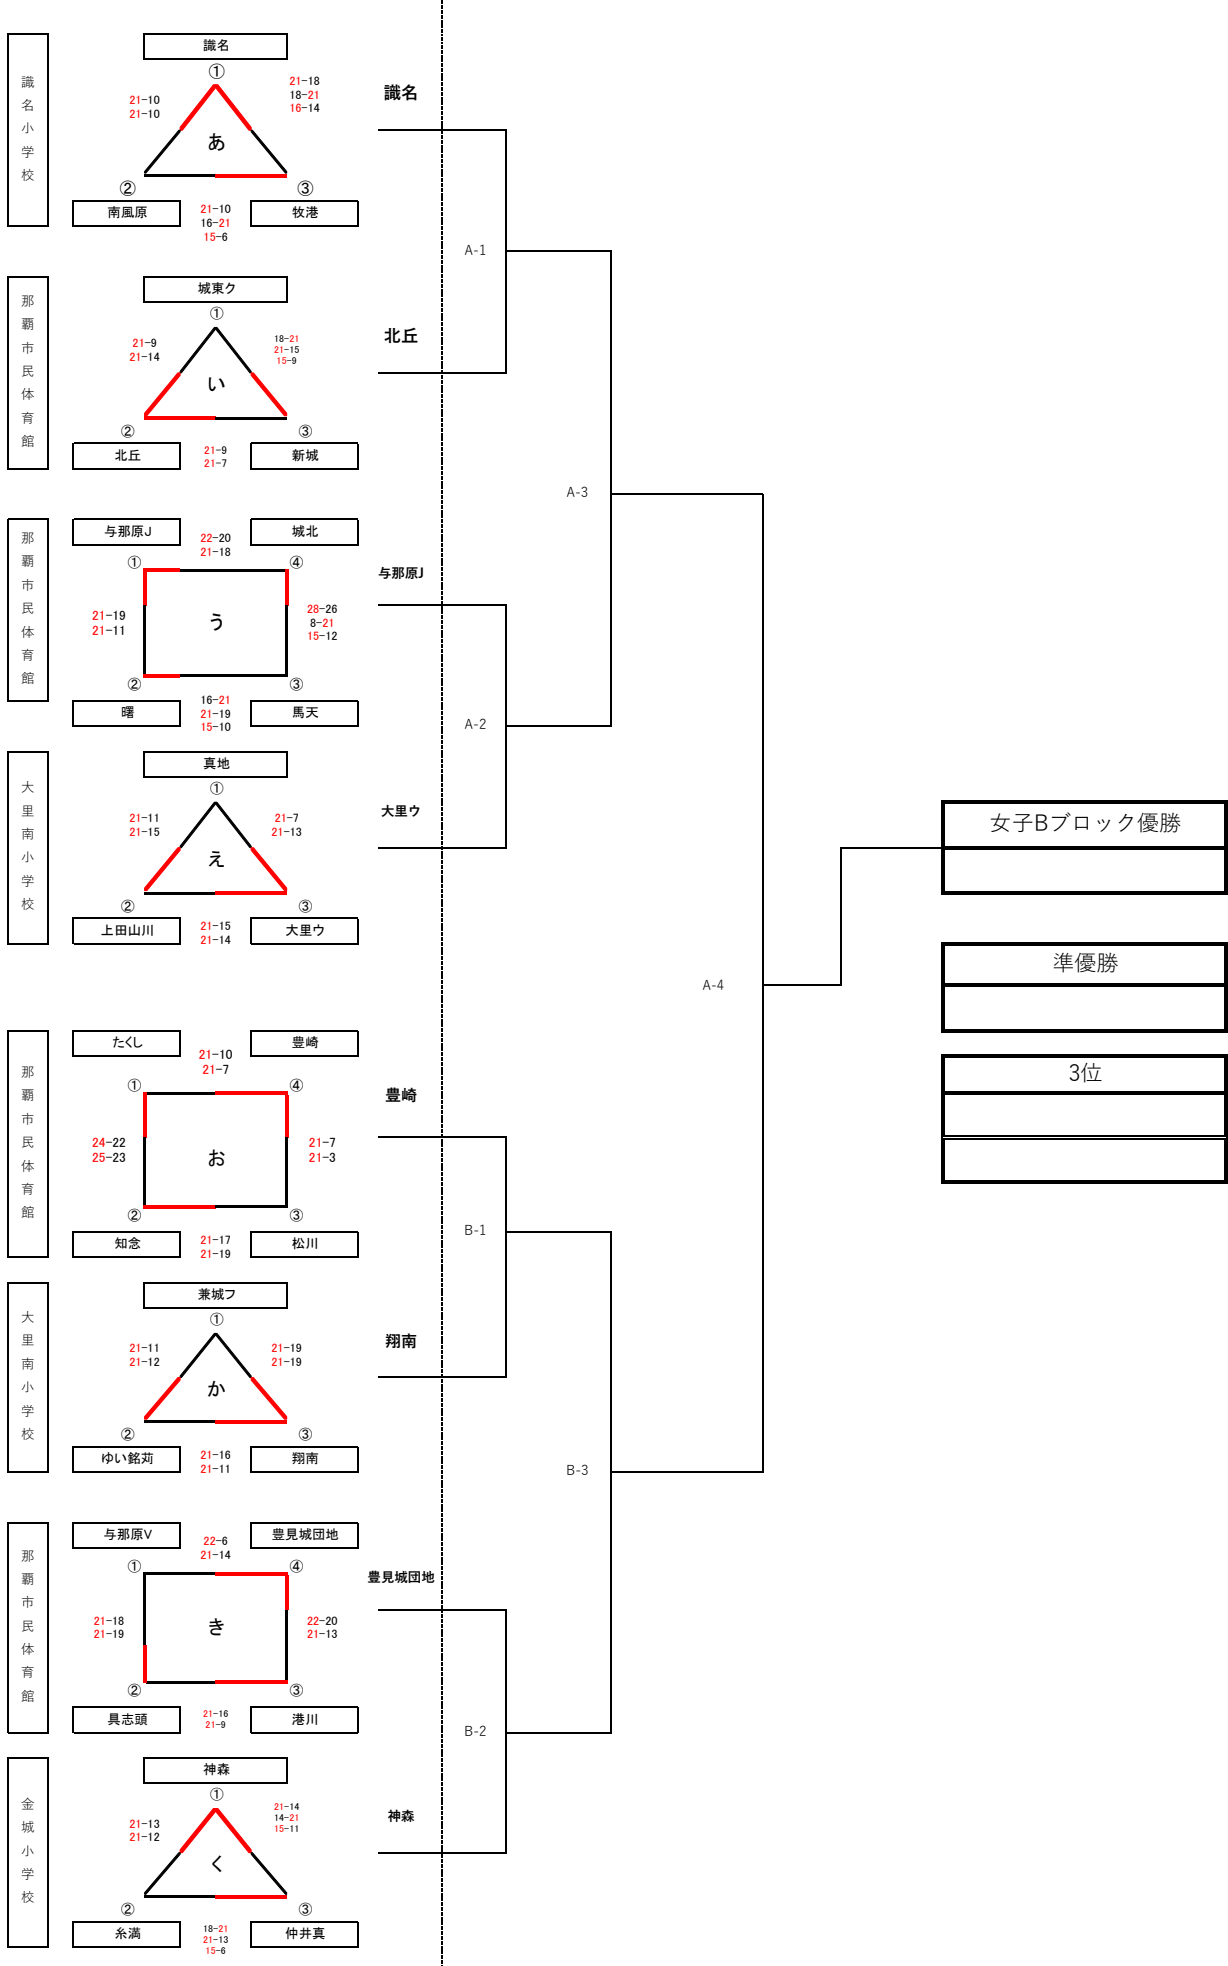 識名小学校
識名
①
21-10
21-10
21-18
18-21
16-14
あ
②
③
南風原
21-10
16-21
15-6
牧港
識名
A-1
那覇市民体育館
城東ク
①
21-9
21-14
18-21
21-15
15-9
い
②
③
北丘
21-9
21-7
新城
北丘
A-3
那覇市民体育館
与那原J
22-20
21-18
城北
①
④
21-19
21-11
う
28-26
8-21
15-12
②
③
曙
16-21
21-19
15-10
馬天
与那原J
A-2
大里南小学校
真地
①
21-11
21-15
21-7
21-13
え
②
③
上田山川
21-15
21-14
大里ウ
大里ウ
女子Bブロック優勝
準優勝
3位
A-4
那覇市民体育館
たくし
21-10
21-7
豊崎
①
④
24-22
25-23
お
21-7
21-3
②
③
知念
21-17
21-19
松川
豊崎
B-1
大里南小学校
兼城フ
①
21-11
21-12
21-19
21-19
か
②
③
ゆい銘苅
21-16
21-11
翔南
翔南
B-3
那覇市民体育館
与那原V
22-6
21-14
豊見城団地
①
④
21-18
21-19
き
22-20
21-13
②
③
具志頭
21-16
21-9
港川
豊見城団地
B-2
金城小学校
神森
①
21-13
21-12
21-14
14-21
15-11
く
②
③
糸満
18-21
21-13
15-6
仲井真
神森